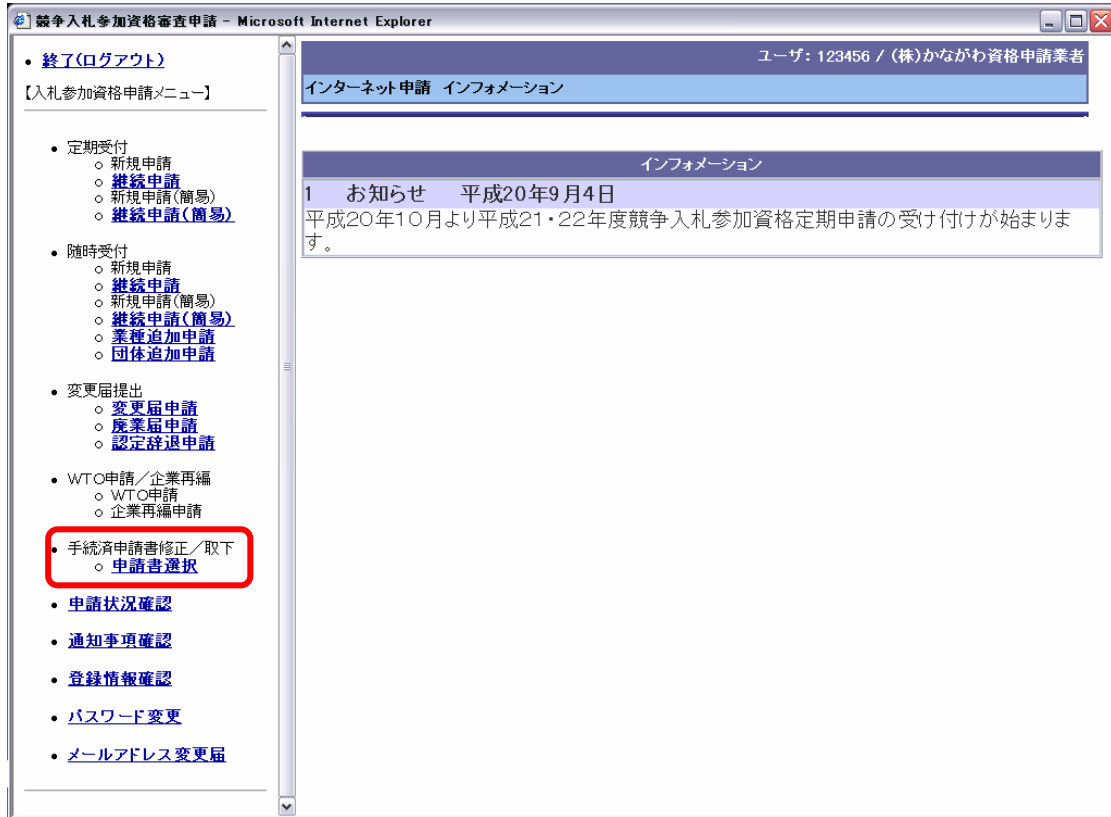 競争入札参加資格審査申請 - Microsoft Internet Explorer
終了(ログアウト)
【入札参加資格申請メニュー】
定期受付
新規申請
継続申請
新規申請(簡易)
継続申請(簡易)
随時受付
新規申請
継続申請
新規申請(簡易)
継続申請(簡易)
業種追加申請
団体追加申請
変更届提出
変更届申請
廃業届申請
認定辞退申請
WTO申請/企業再編
WTO申請
企業再編申請
手続済申請書修正/取下
申請書選択
申請状況確認
通知事項確認
登録情報確認
パスワード変更
メールアドレス変更届
ユーザ: 123456 / (株)かながわ資格申請業者
インターネット申請 インフォメーション
インフォメーション
1 お知らせ 平成20年9月4日
平成20年10月より平成21・22年度競争入札参加資格定期申請の受け付けが始まりま
す。